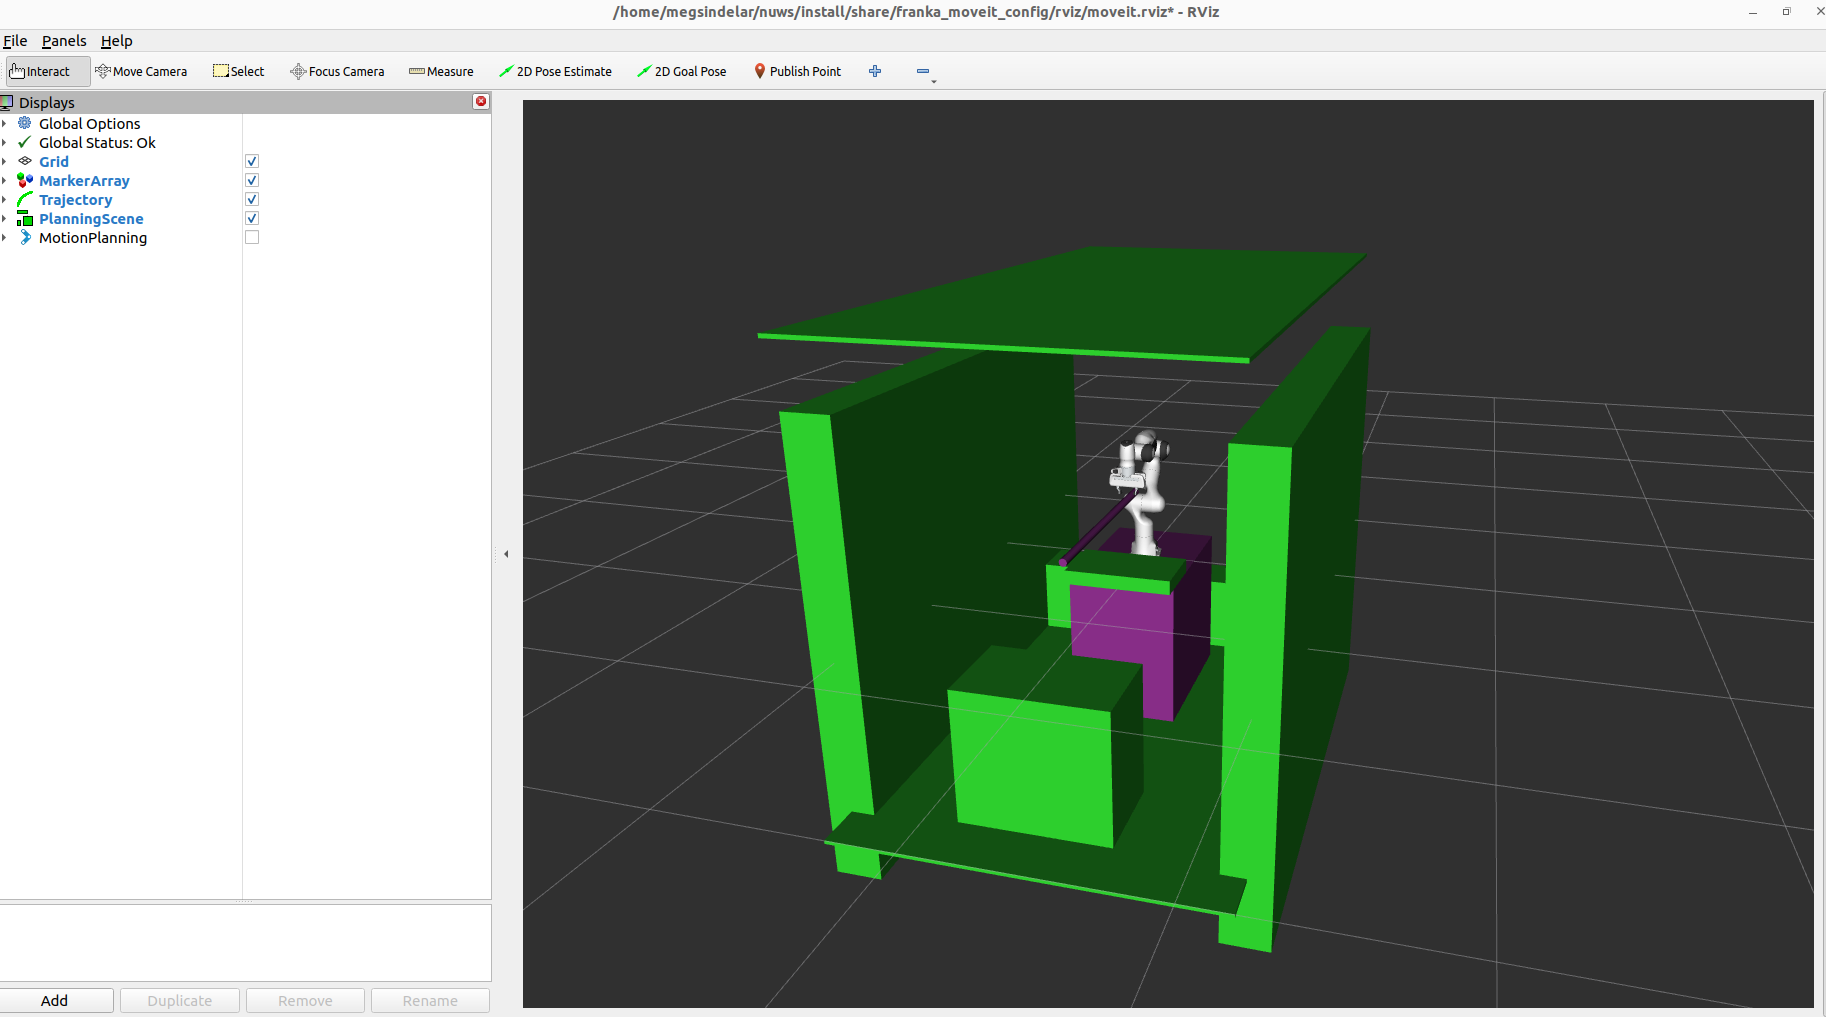 /home/megsindelar/nuws/install/share/franka_moveit_config/rviz/moveit.rviz* - RViz
File Panels Help
Interact Move Camera Select Focus Camera Measure 2D Pose Estimate 2D Goal Pose Publish Point
Displays
Global Options
Global Status: Ok
Grid
MarkerArray
Trajectory
PlanningScene
MotionPlanning
Add Duplicate Remove Rename